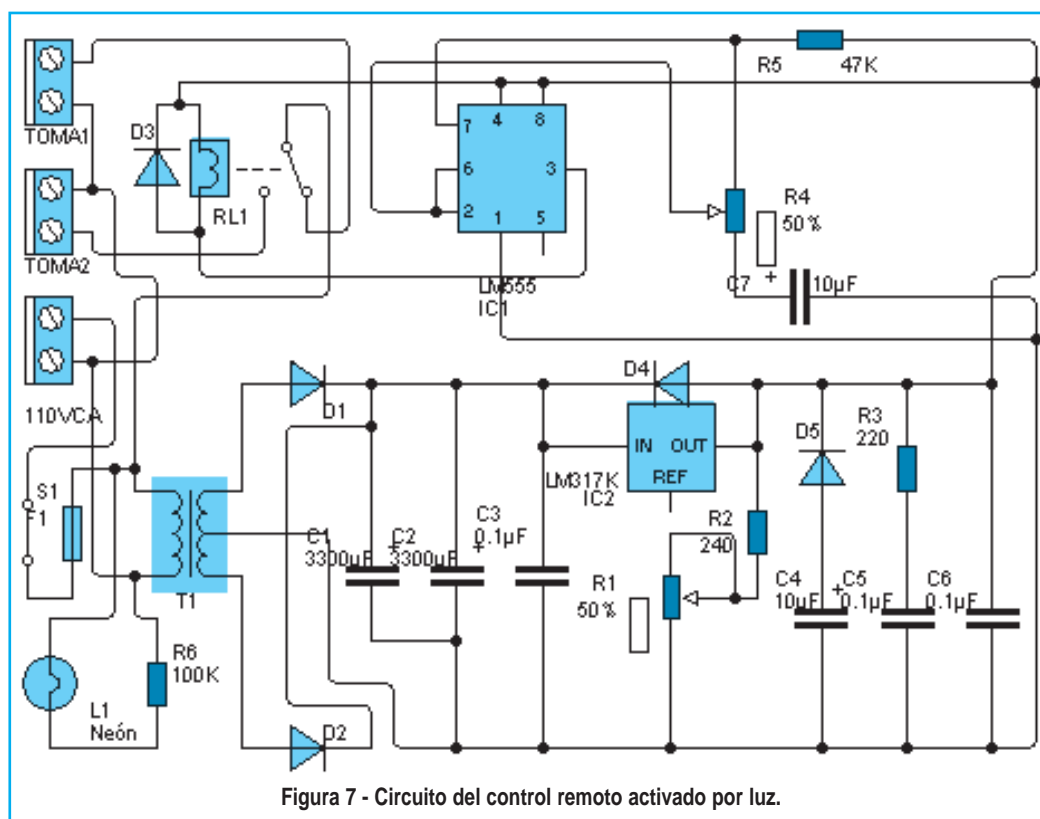 R5 47K
TOMA1
D3
RL1
TOMA2
7 4 8
6 3
2 1 5
LM555
IC1
R4
50%
C7 + 10µF
110VCA
D1
D4
IN OUT
REF
LM317K
IC2
D5
R3
220
S1
F1
T1
C1 + C2 + C3
3300µF 3300µF 0.1µF
R2
240
R1
50%
C4 + C5 C6
10µF 0.1µF 0.1µF
R6
100K
L1
Neón
D2
Figura 7 - Circuito del control remoto activado por luz.